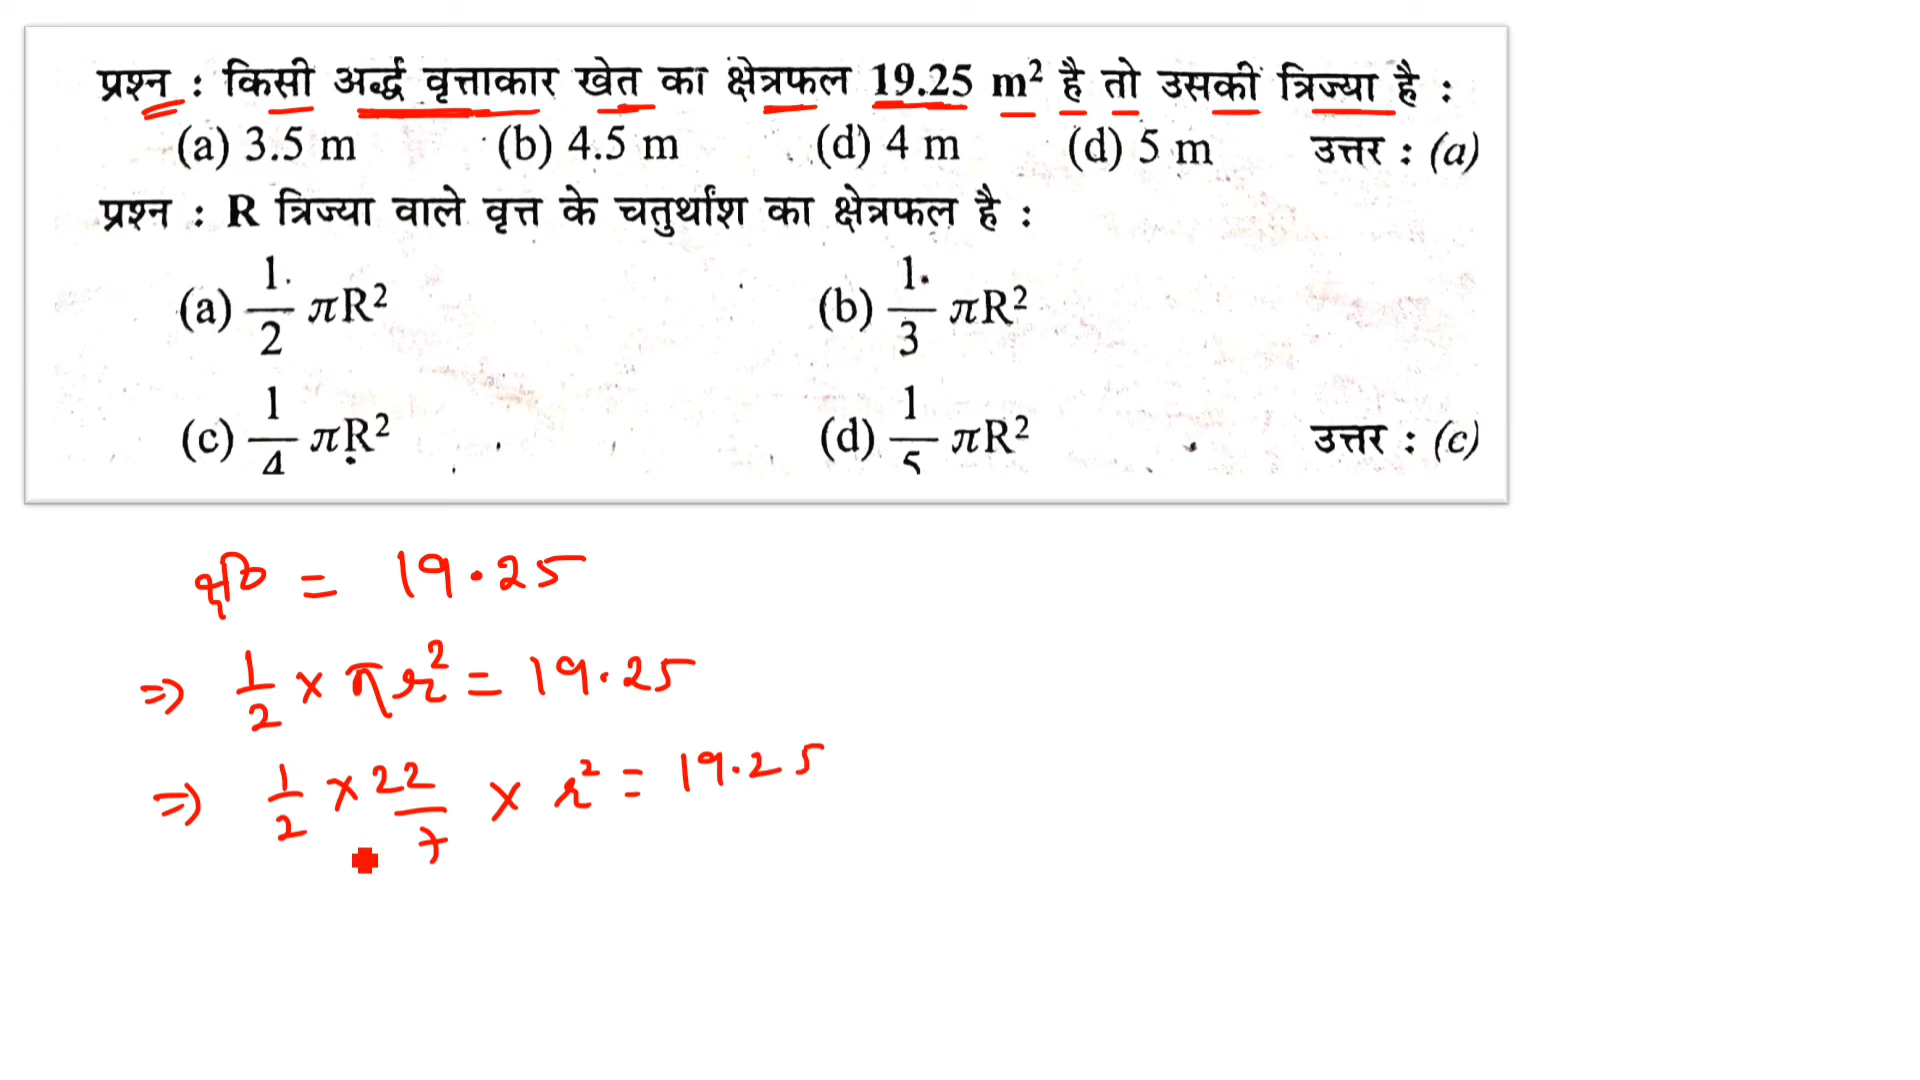 प्रश्न : किसी अर्द्ध वृत्ताकार खेत का क्षेत्रफल 19.25 m² है तो उसकी त्रिज्या है :
(a) 3.5 m (b) 4.5 m (d) 4 m (d) 5 m उत्तर : (a)
प्रश्न : R त्रिज्या वाले वृत्त के चतुर्थांश का क्षेत्रफल है :
(a) 1/2 πR² (b) 1/3 πR²
(c) 1/4 πR² (d) 1/5 πR² उत्तर : (c)
= 19.25
⇒ 1/2 × πr² = 19.25
⇒ 1/2 × 22/7 × r² = 19.25